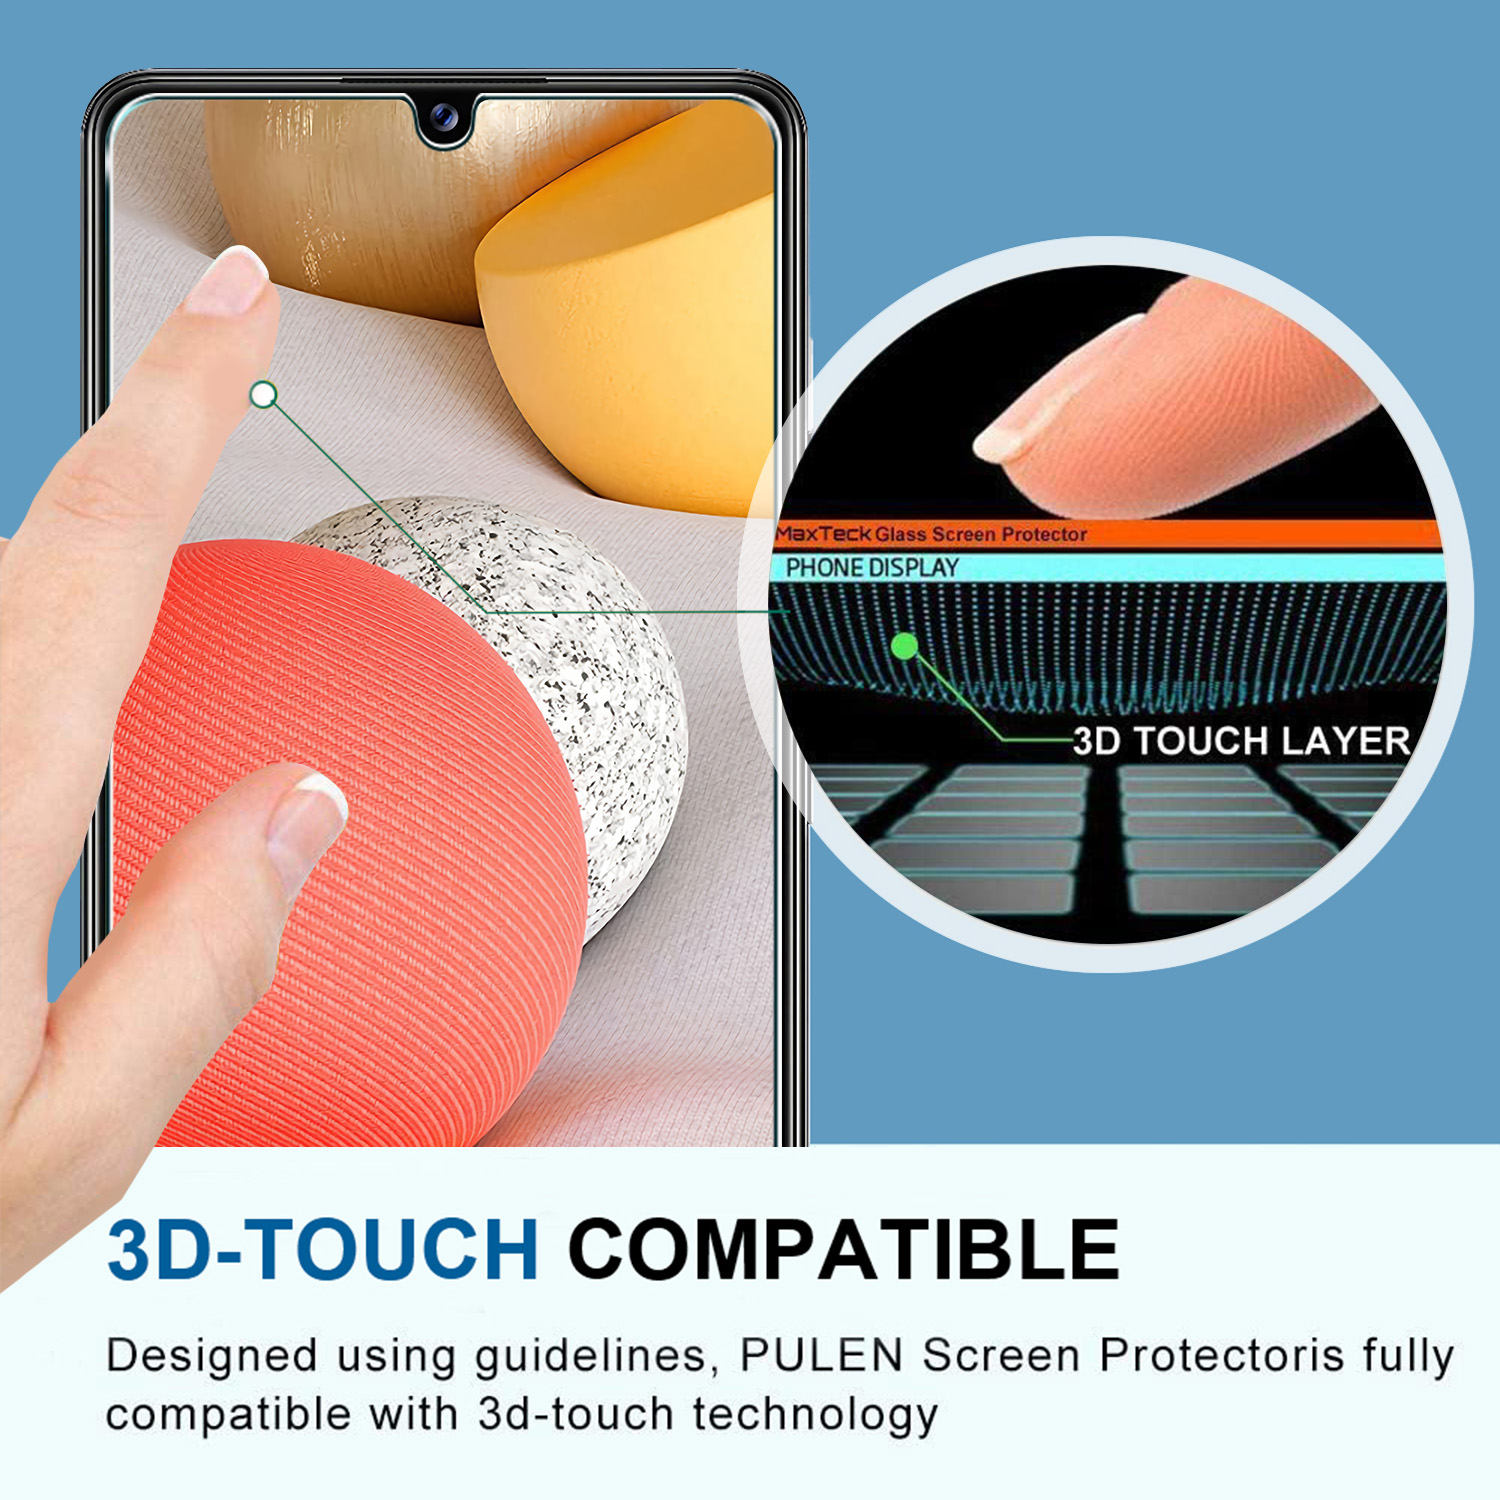 MaxTeck Glass Screen Protector
PHONE DISPLAY
3D TOUCH LAYER
3D-TOUCH COMPATIBLE
Designed using guidelines, PULEN Screen Protectoris fully
compatible with 3d-touch technology